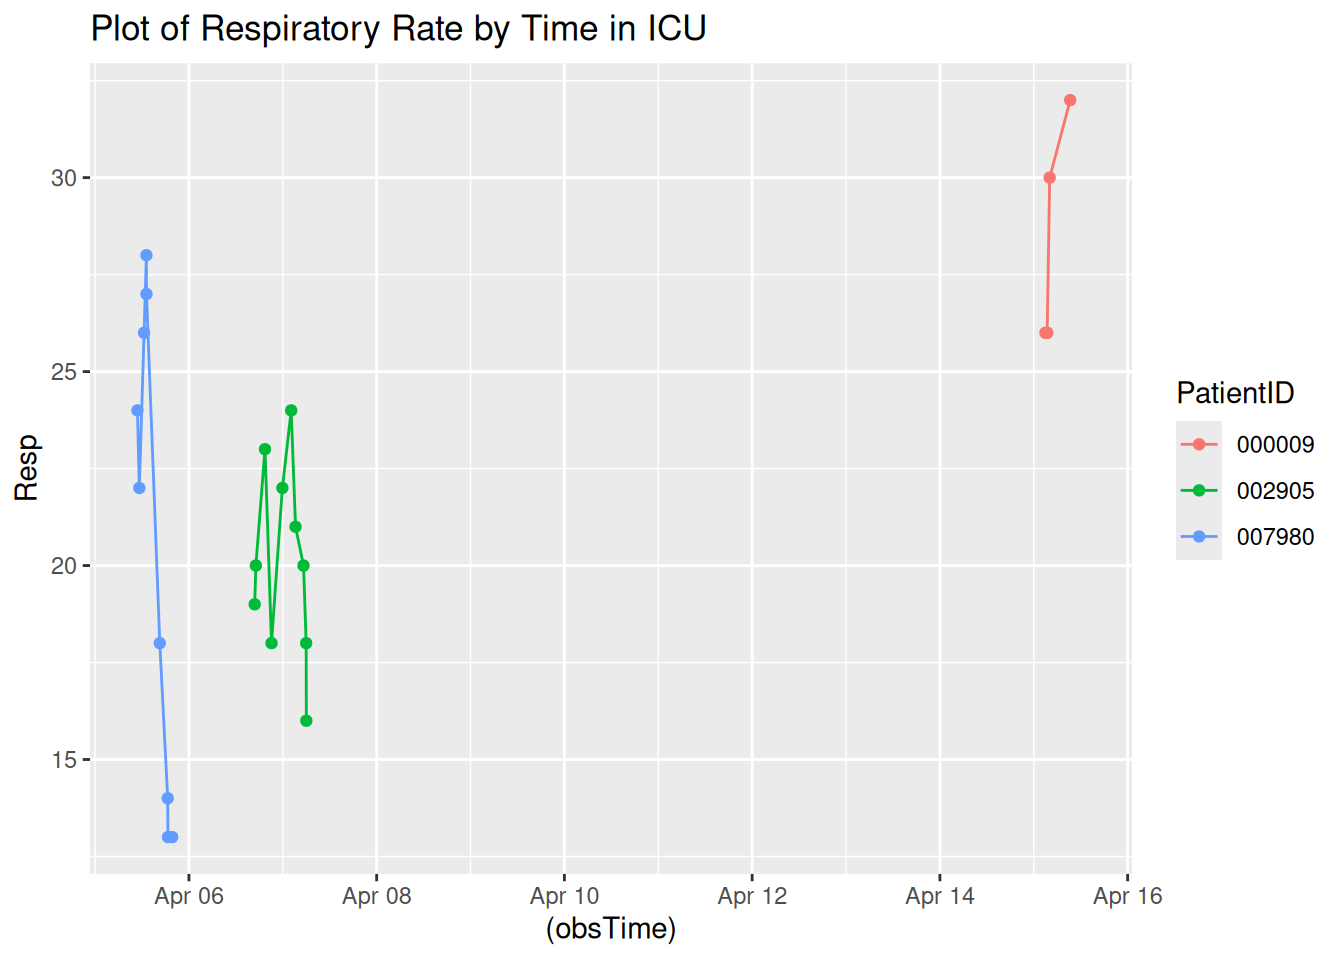 Plot of Respiratory Rate by Time in ICU
30
25
20
15
Resp
Apr 06
Apr 08
Apr 10
Apr 12
Apr 14
Apr 16
(obsTime)
PatientID
000009
002905
007980